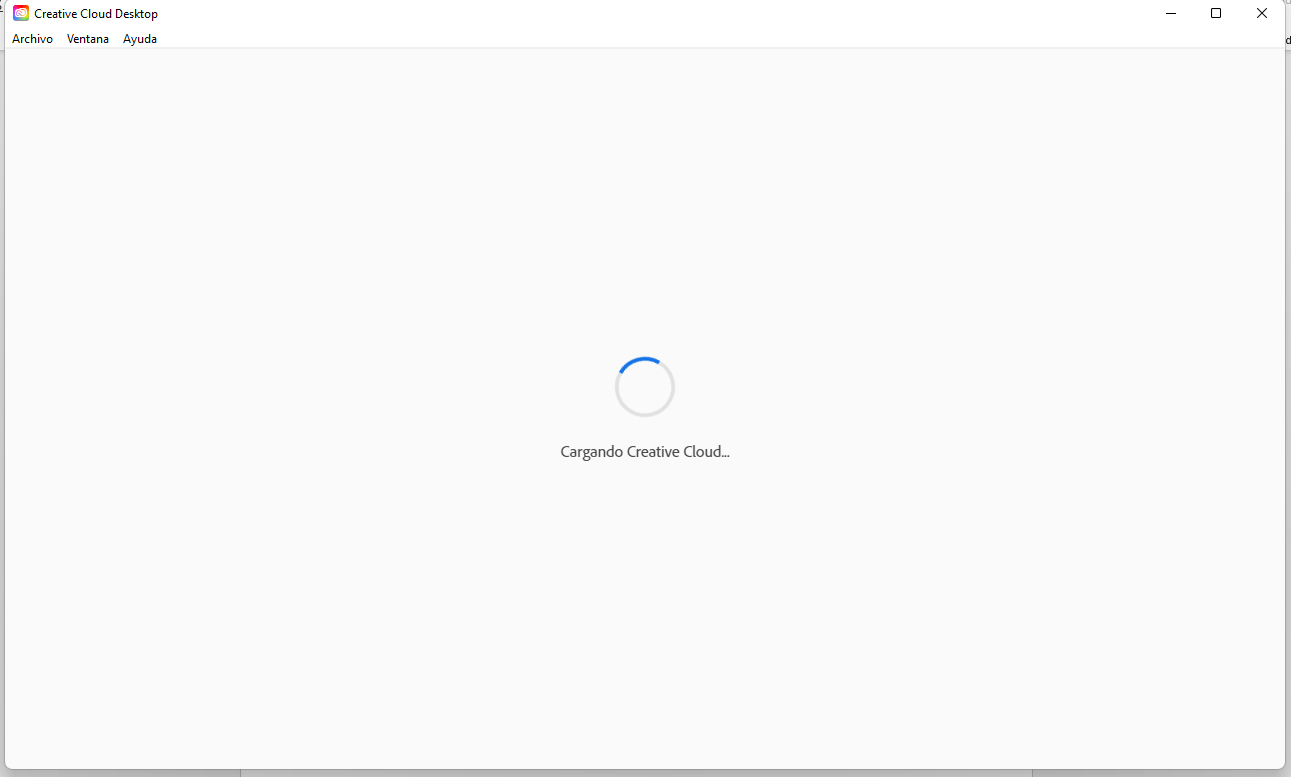 Creative Cloud Desktop
Archivo Ventana Ayuda
Cargando Creative Cloud...